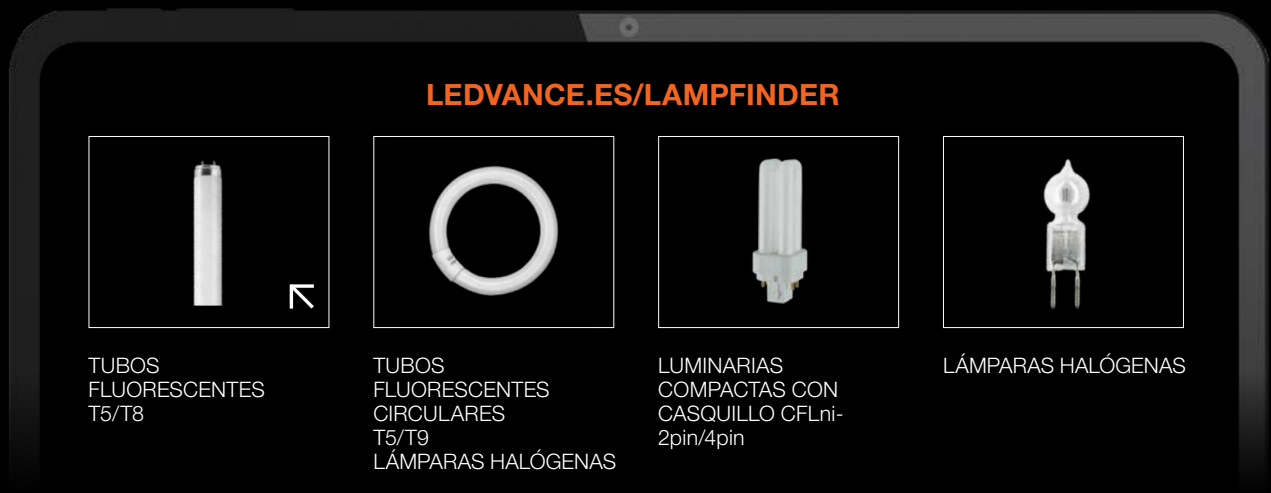 LEDVANCE.ES/LAMPFINDER
TUBOS
FLUORESCENTES
T5/T8
TUBOS
FLUORESCENTES
CIRCULARES
T5/T9
LÁMPARAS HALÓGENAS
LUMINARIAS
COMPACTAS CON
CASQUILLO CFLni-
2pin/4pin
LÁMPARAS HALÓGENAS